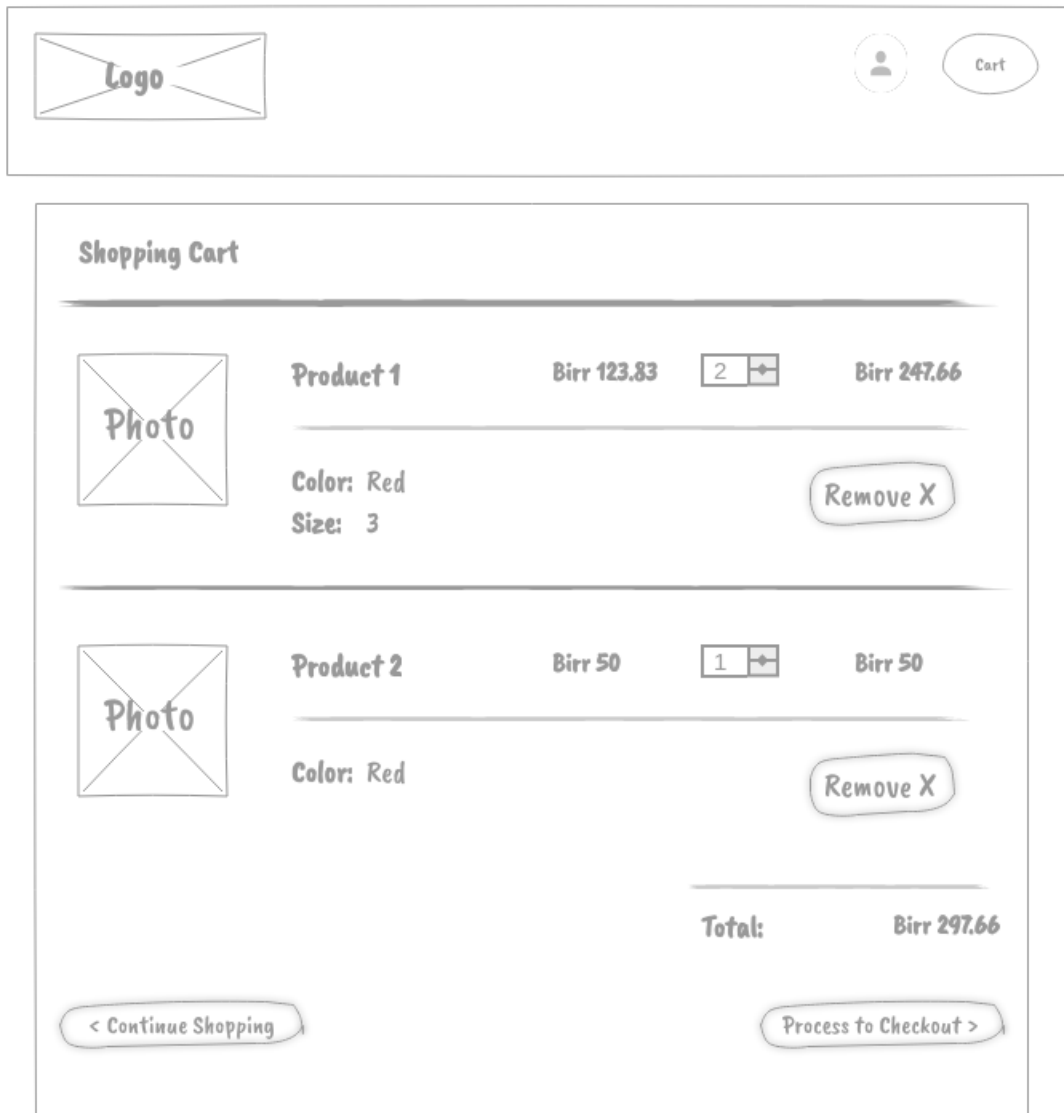 Logo
Cart
Shopping Cart
Photo
Product 1 Birr 123.83 2 Birr 247.66
Color: Red
Size: 3
Remove X
Photo
Product 2 Birr 50 1 Birr 50
Color: Red
Remove X
Total: Birr 297.66
< Continue Shopping
Process to Checkout >